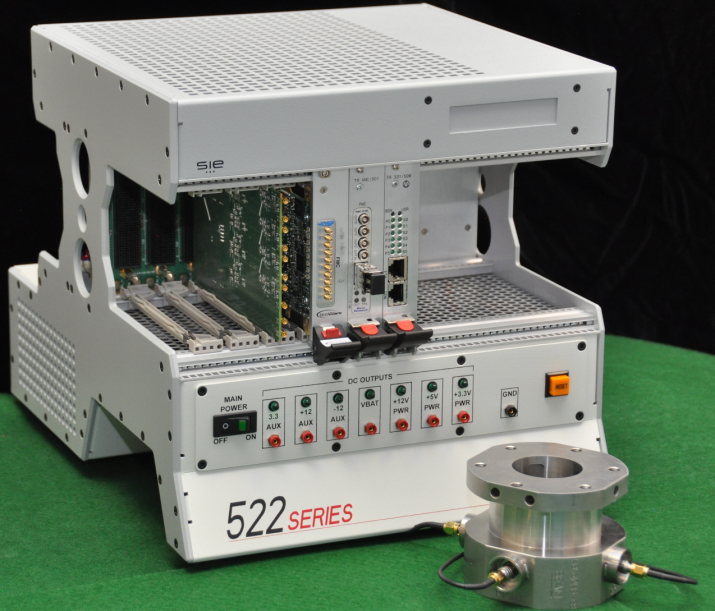 sie
FMC
MAIN
POWER
OFF
ON
DC OUTPUTS
3.3
AUX
+12
AUX
-12
AUX
VBAT
+12V
PWR
+5V
PWR
+3.3V
PWR
GND
RESET
522 SERIES